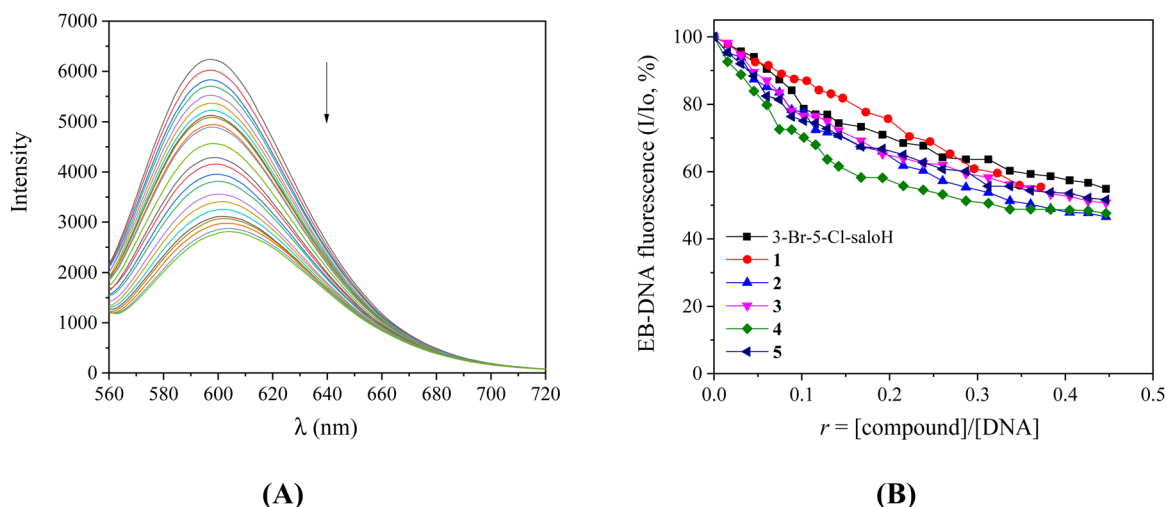 7000
6000
5000
4000
3000
2000
1000
0
Intensity
560 580 600 620 640 660 680 700 720
λ (nm)
(A)
100
80
60
40
20
0
EB-DNA fluorescence (I/Io, %)
3-Br-5-Cl-saloH
1
2
3
4
5
0.0 0.1 0.2 0.3 0.4 0.5
r = [compound]/[DNA]
(B)